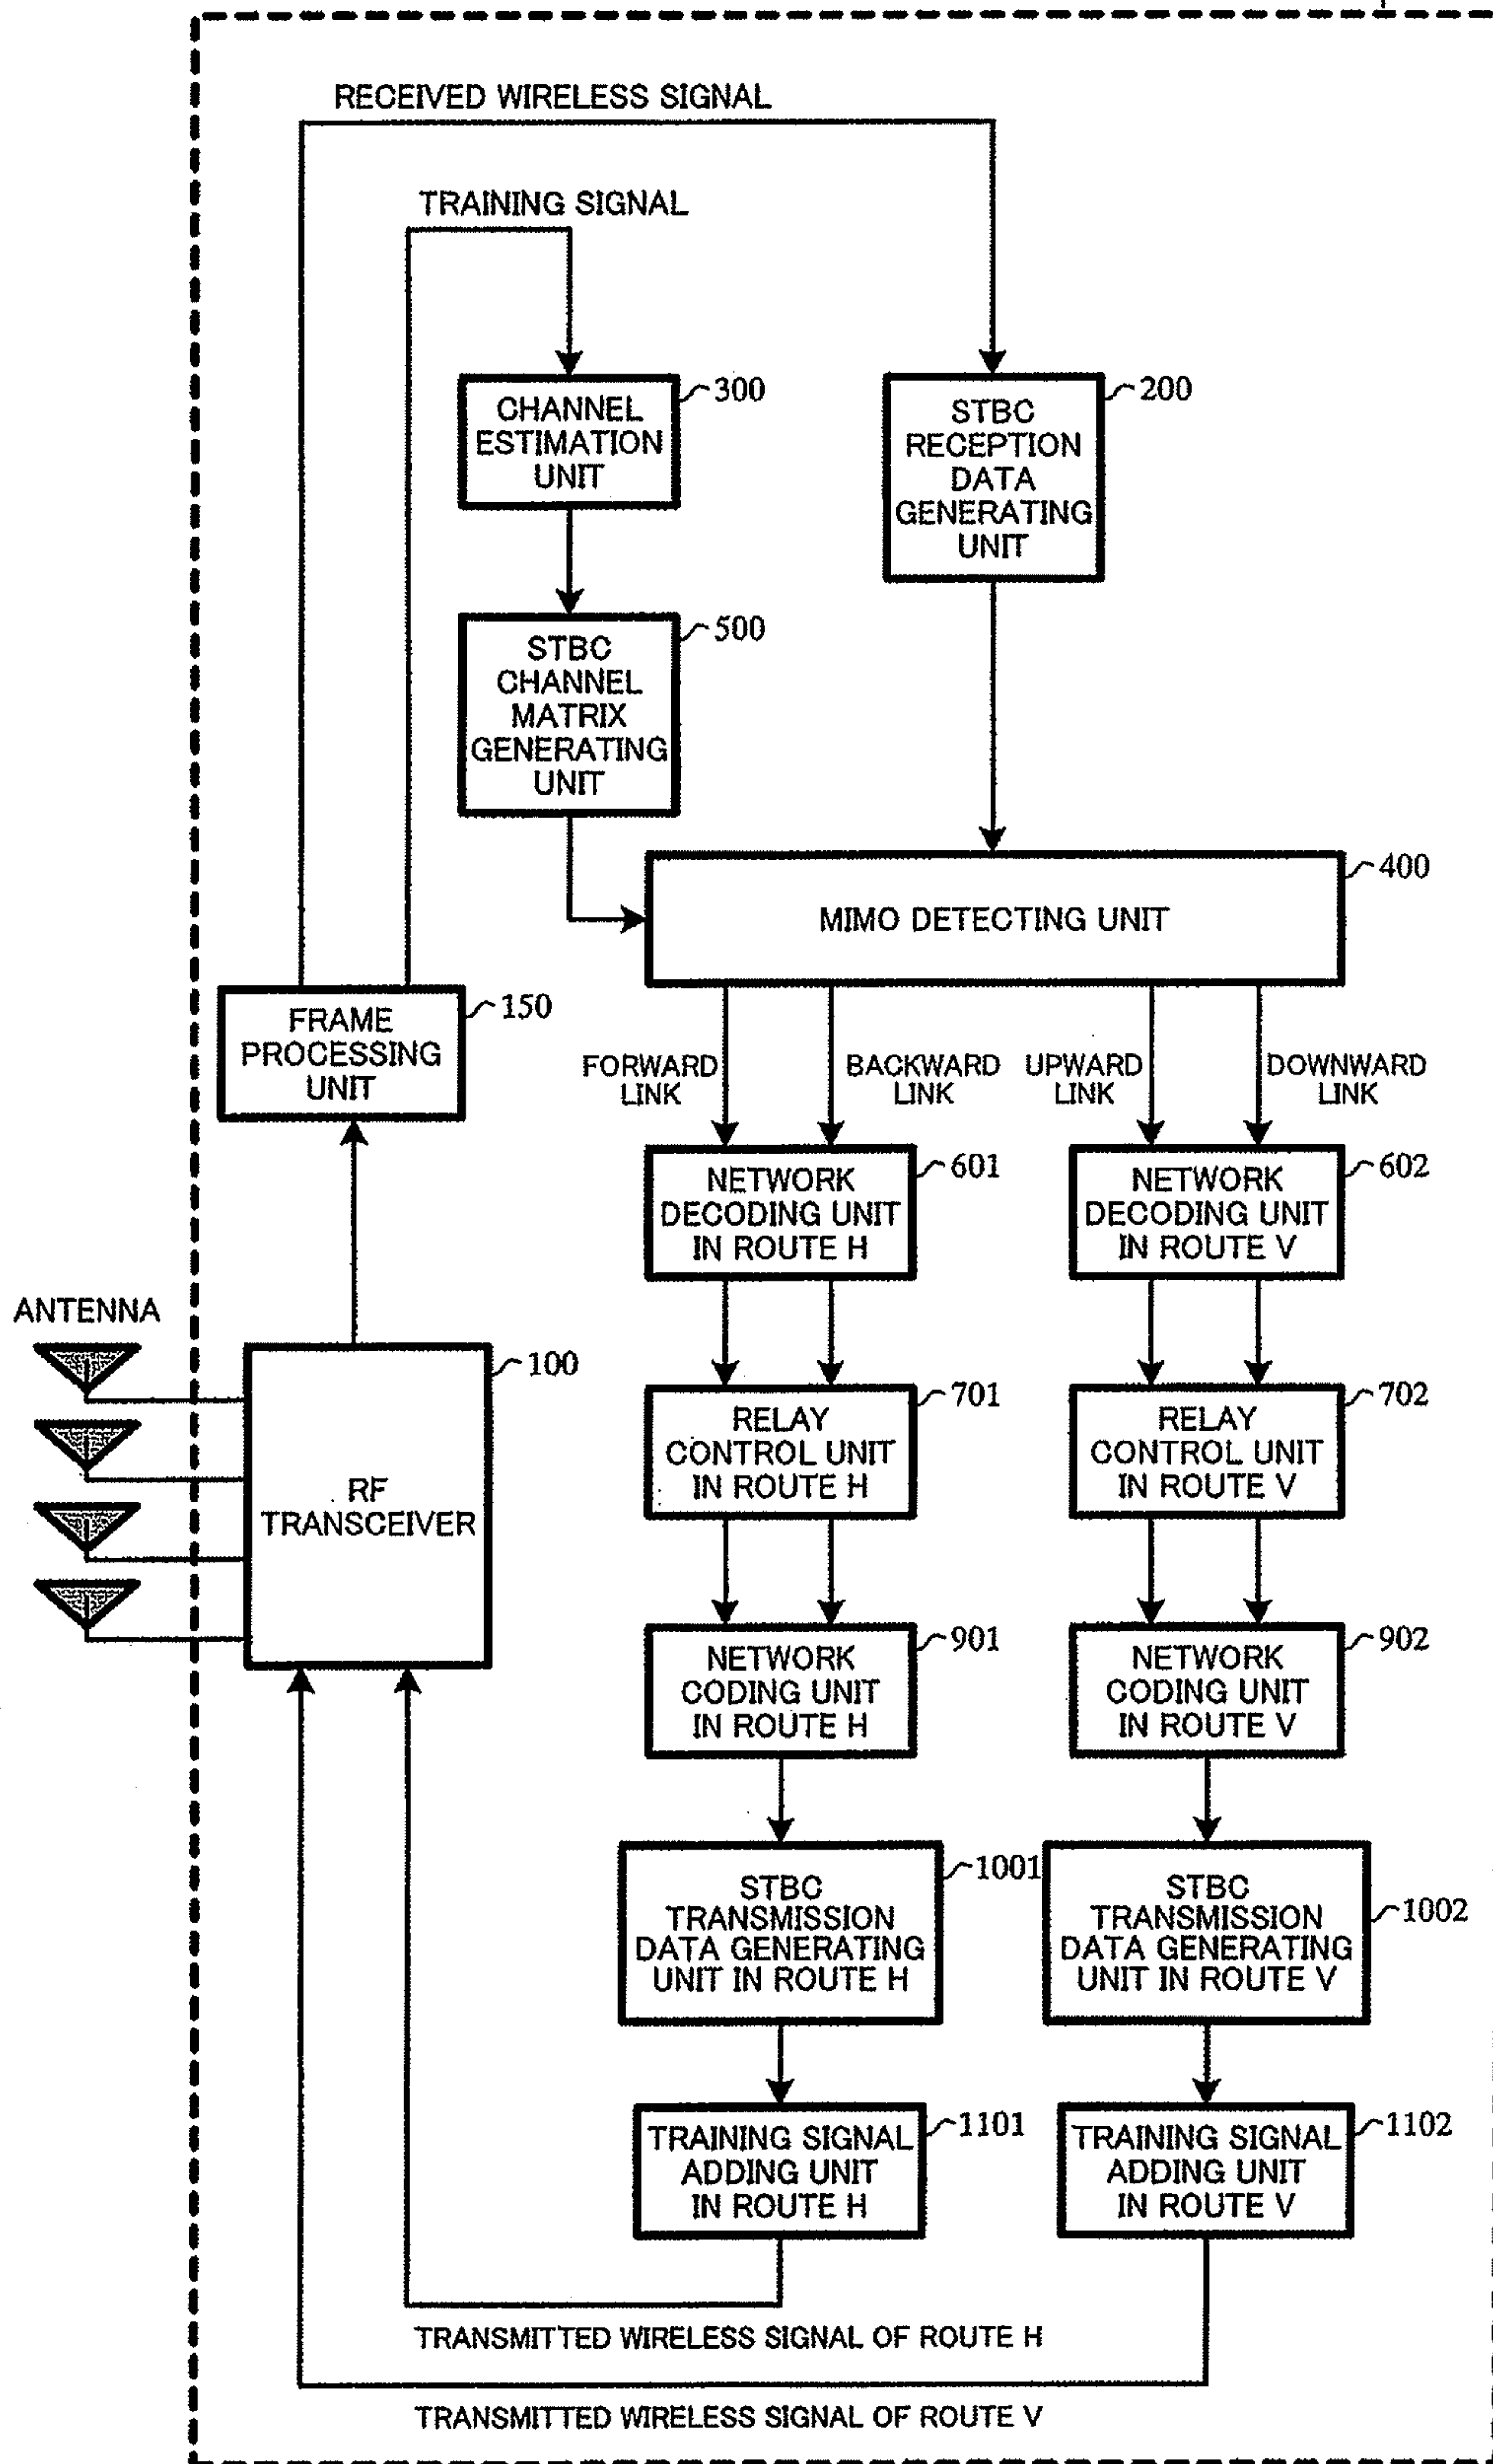 RECEIVED WIRELESS SIGNAL
TRAINING SIGNAL
CHANNEL
ESTIMATION
UNIT
300
STBC
RECEPTION
DATA
GENERATING
UNIT
200
STBC
CHANNEL
MATRIX
GENERATING
UNIT
500
MIMO DETECTING UNIT
400
FRAME
PROCESSING
UNIT
150
FORWARD
LINK
BACKWARD
LINK
UPWARD
LINK
DOWNWARD
LINK
NETWORK
DECODING UNIT
IN ROUTE H
601
NETWORK
DECODING UNIT
IN ROUTE V
602
ANTENNA
RF
TRANSCEIVER
100
RELAY
CONTROL UNIT
IN ROUTE H
701
RELAY
CONTROL UNIT
IN ROUTE V
702
NETWORK
CODING UNIT
IN ROUTE H
901
NETWORK
CODING UNIT
IN ROUTE V
902
STBC
TRANSMISSION
DATA GENERATING
UNIT IN ROUTE H
1001
STBC
TRANSMISSION
DATA GENERATING
UNIT IN ROUTE V
1002
TRAINING SIGNAL
ADDING UNIT
IN ROUTE H
1101
TRAINING SIGNAL
ADDING UNIT
IN ROUTE V
1102
TRANSMITTED WIRELESS SIGNAL OF ROUTE H
TRANSMITTED WIRELESS SIGNAL OF ROUTE V